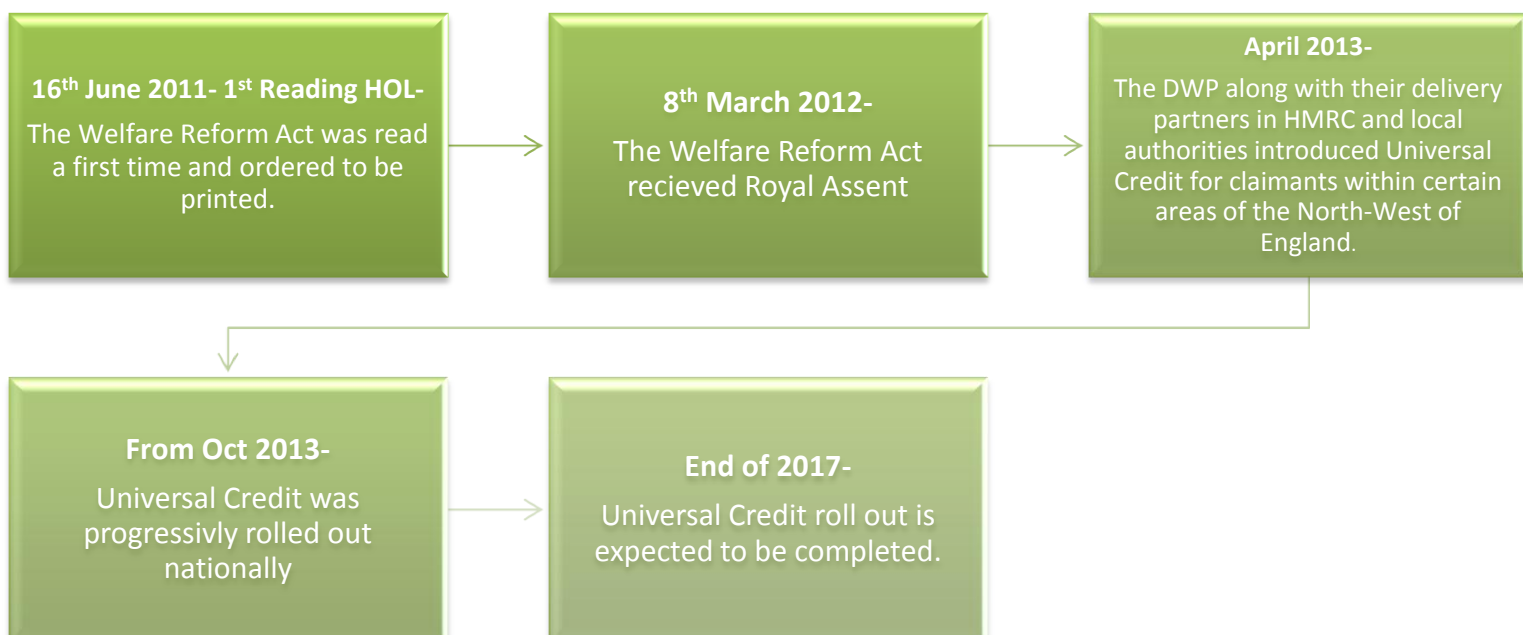 16th June 2011- 1st Reading HOL-
The Welfare Reform Act was read
a first time and ordered to be
printed.
8th March 2012-
The Welfare Reform Act
recieved Royal Assent
April 2013-
The DWP along with their delivery
partners in HMRC and local
authorities introduced Universal
Credit for claimants within certain
areas of the North-West of
England.
From Oct 2013-
Universal Credit was
progressivly rolled out
nationally
End of 2017-
Universal Credit roll out is
expected to be completed.